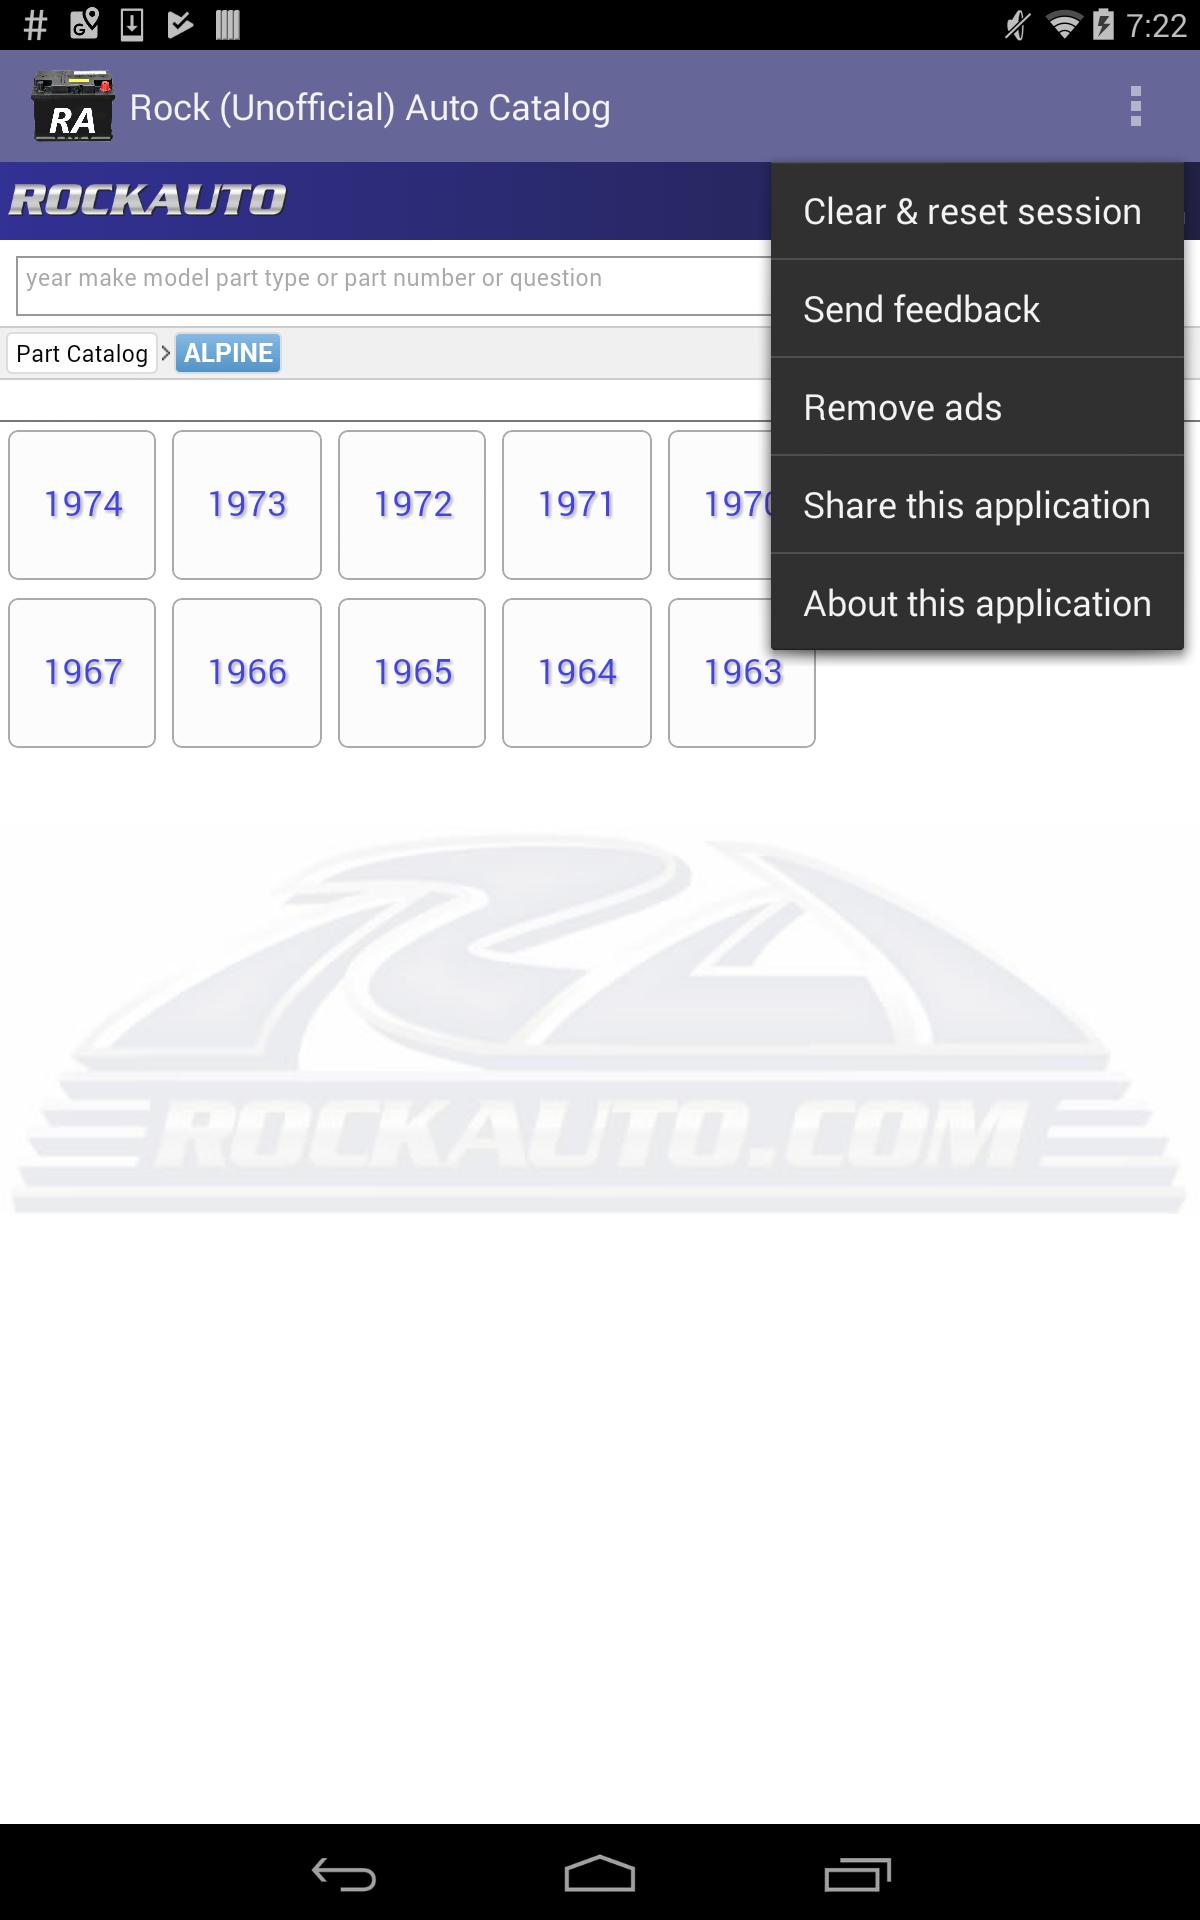 7:22
RA
Rock (Unofficial) Auto Catalog
ROCKAUTO
Clear & reset session
year make model part type or part number or question
Send feedback
Part Catalog > ALPINE
Remove ads
1974 1973 1972 1971
Share this application
About this application
1967 1966 1965 1964 1963
RA
ROCKAUTO.COM